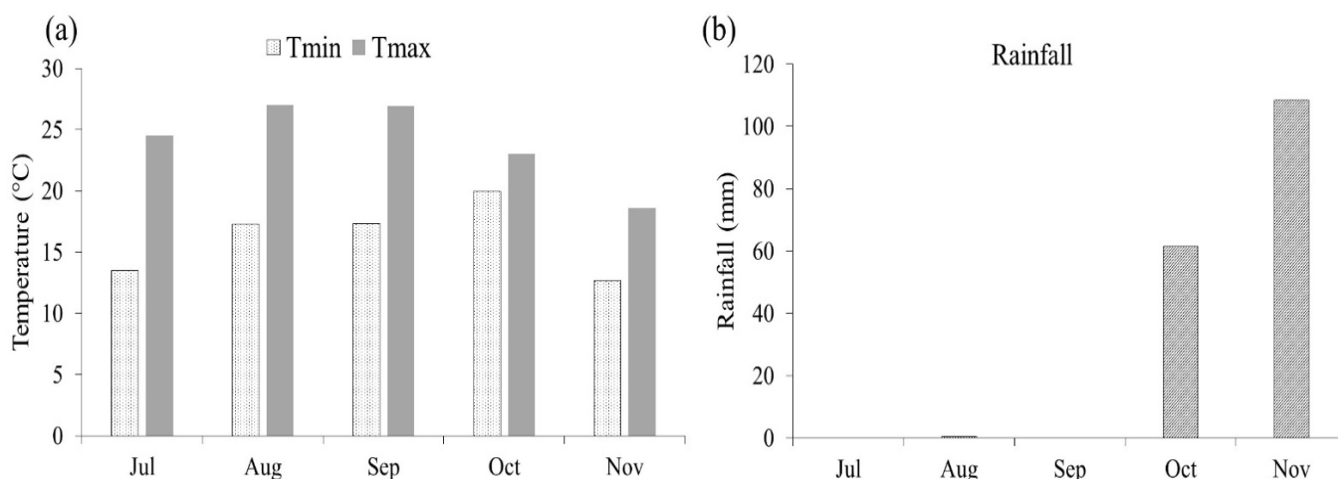 (a)
Tmin Tmax
Temperature (°C)
30
25
20
15
10
5
0
Jul Aug Sep Oct Nov
(b)
Rainfall
Rainfall (mm)
120
100
80
60
40
20
0
Jul Aug Sep Oct Nov